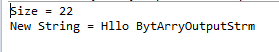 Size = 22
New String = Hllo BytArryOutputStrm